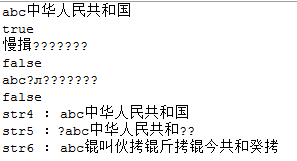 abc中华人民共和国
true
慢揖???????
false
abc?л???????
false
str4 : abc中华人民共和国
str5 : ?abc中华人民共和??
str6 : abc锟叫伙拷锟斤拷锟今共和癸拷